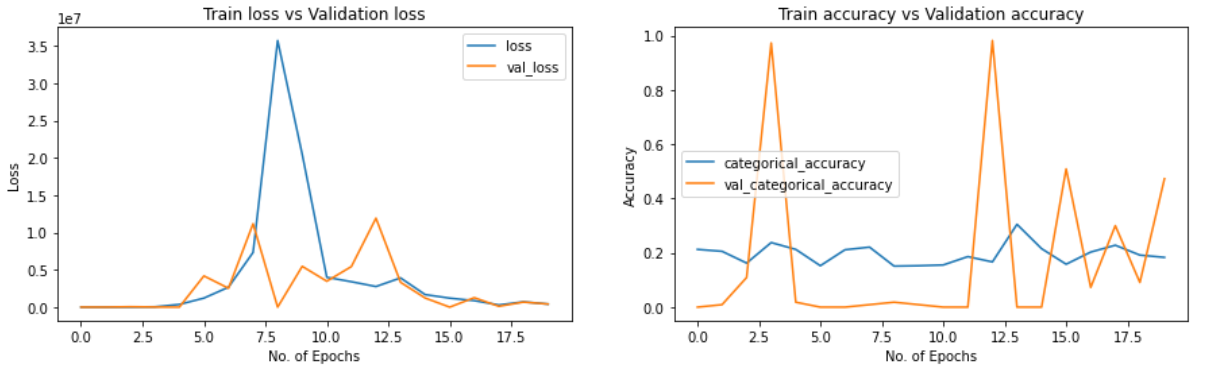 Train loss vs Validation loss
1e7
3.5
3.0
2.5
2.0
1.5
1.0
0.5
0.0
Loss
loss
val_loss
0.0 2.5 5.0 7.5 10.0 12.5 15.0 17.5
No. of Epochs
Train accuracy vs Validation accuracy
1.0
0.8
0.6
0.4
0.2
0.0
Accuracy
categorical_accuracy
val_categorical_accuracy
0.0 2.5 5.0 7.5 10.0 12.5 15.0 17.5
No. of Epochs